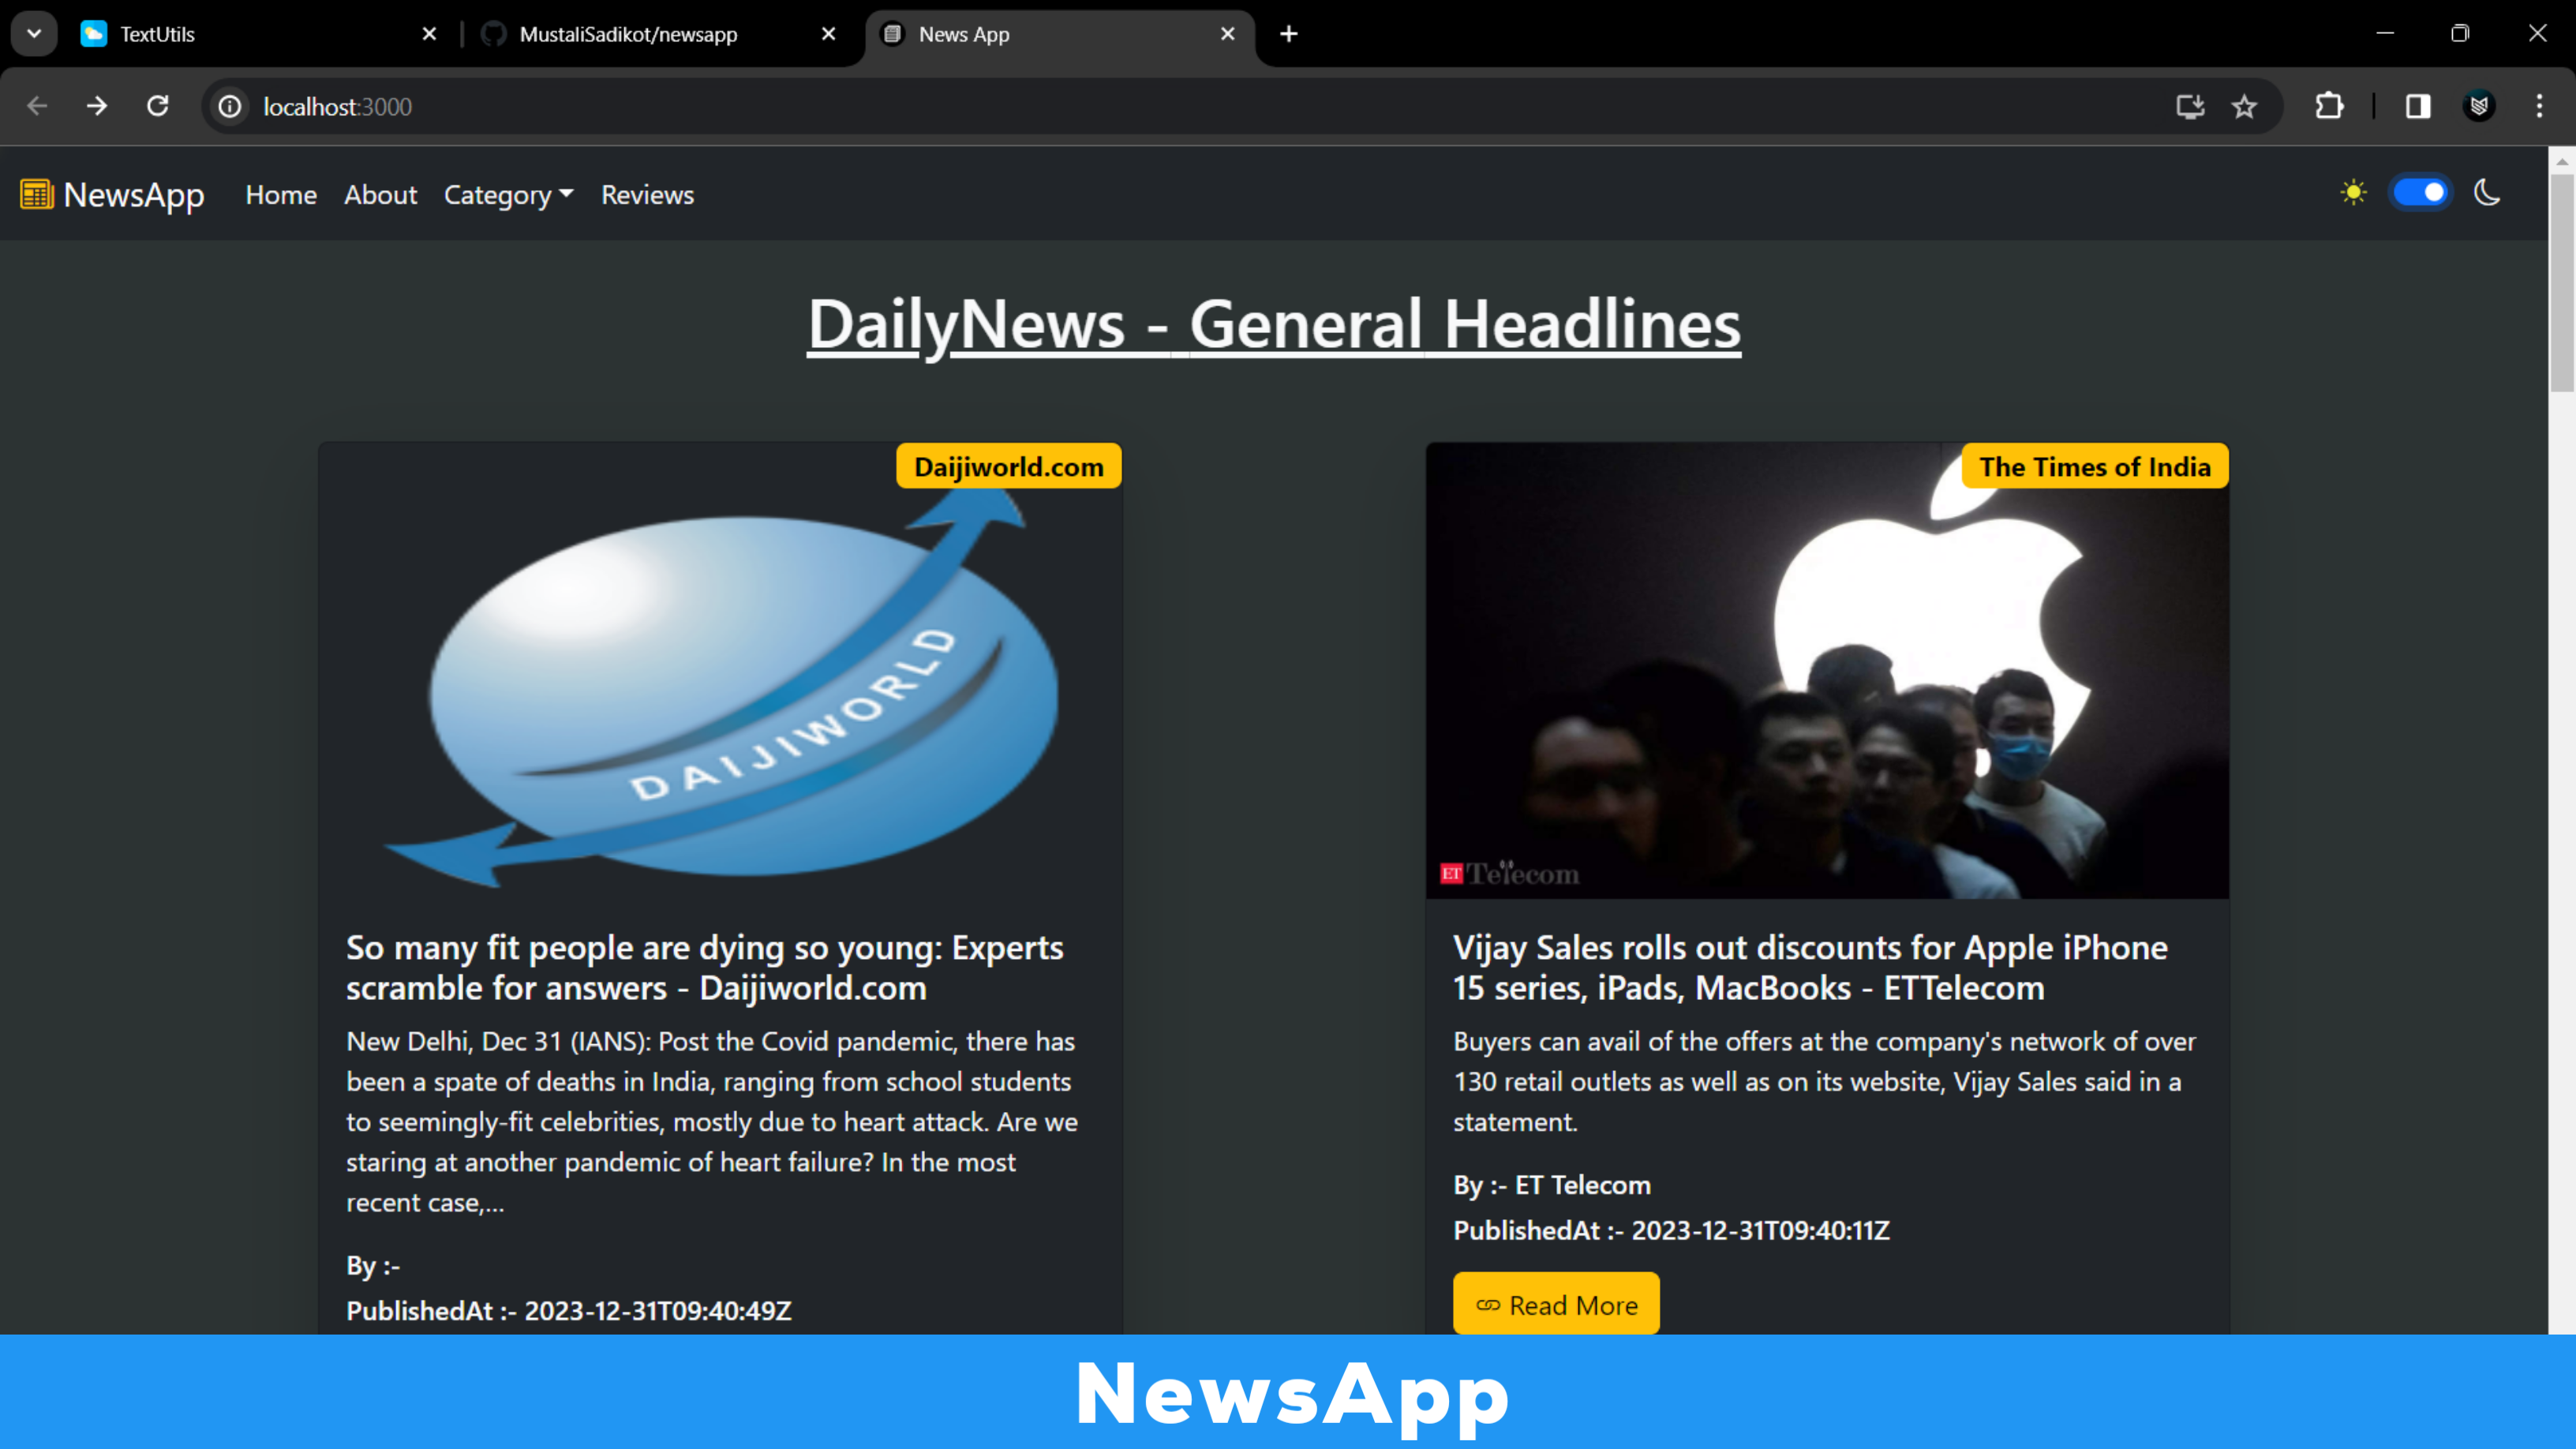 TextUtils
MustaliSadikot/newsapp
News App
localhost:3000
NewsApp
Home
About
Category
Reviews
DailyNews - General Headlines
Daijiworld.com
DAIJIWORLD
So many fit people are dying so young: Experts
scramble for answers - Daijiworld.com
New Delhi, Dec 31 (IANS): Post the Covid pandemic, there has
been a spate of deaths in India, ranging from school students
to seemingly-fit celebrities, mostly due to heart attack. Are we
staring at another pandemic of heart failure? In the most
recent case,...
By :-
PublishedAt :- 2023-12-31T09:40:49Z
The Times of India
ET Telecom
Vijay Sales rolls out discounts for Apple iPhone
15 series, iPads, MacBooks - ETTelecom
Buyers can avail of the offers at the company's network of over
130 retail outlets as well as on its website, Vijay Sales said in a
statement.
By :- ET Telecom
PublishedAt :- 2023-12-31T09:40:11Z
Read More
NewsApp